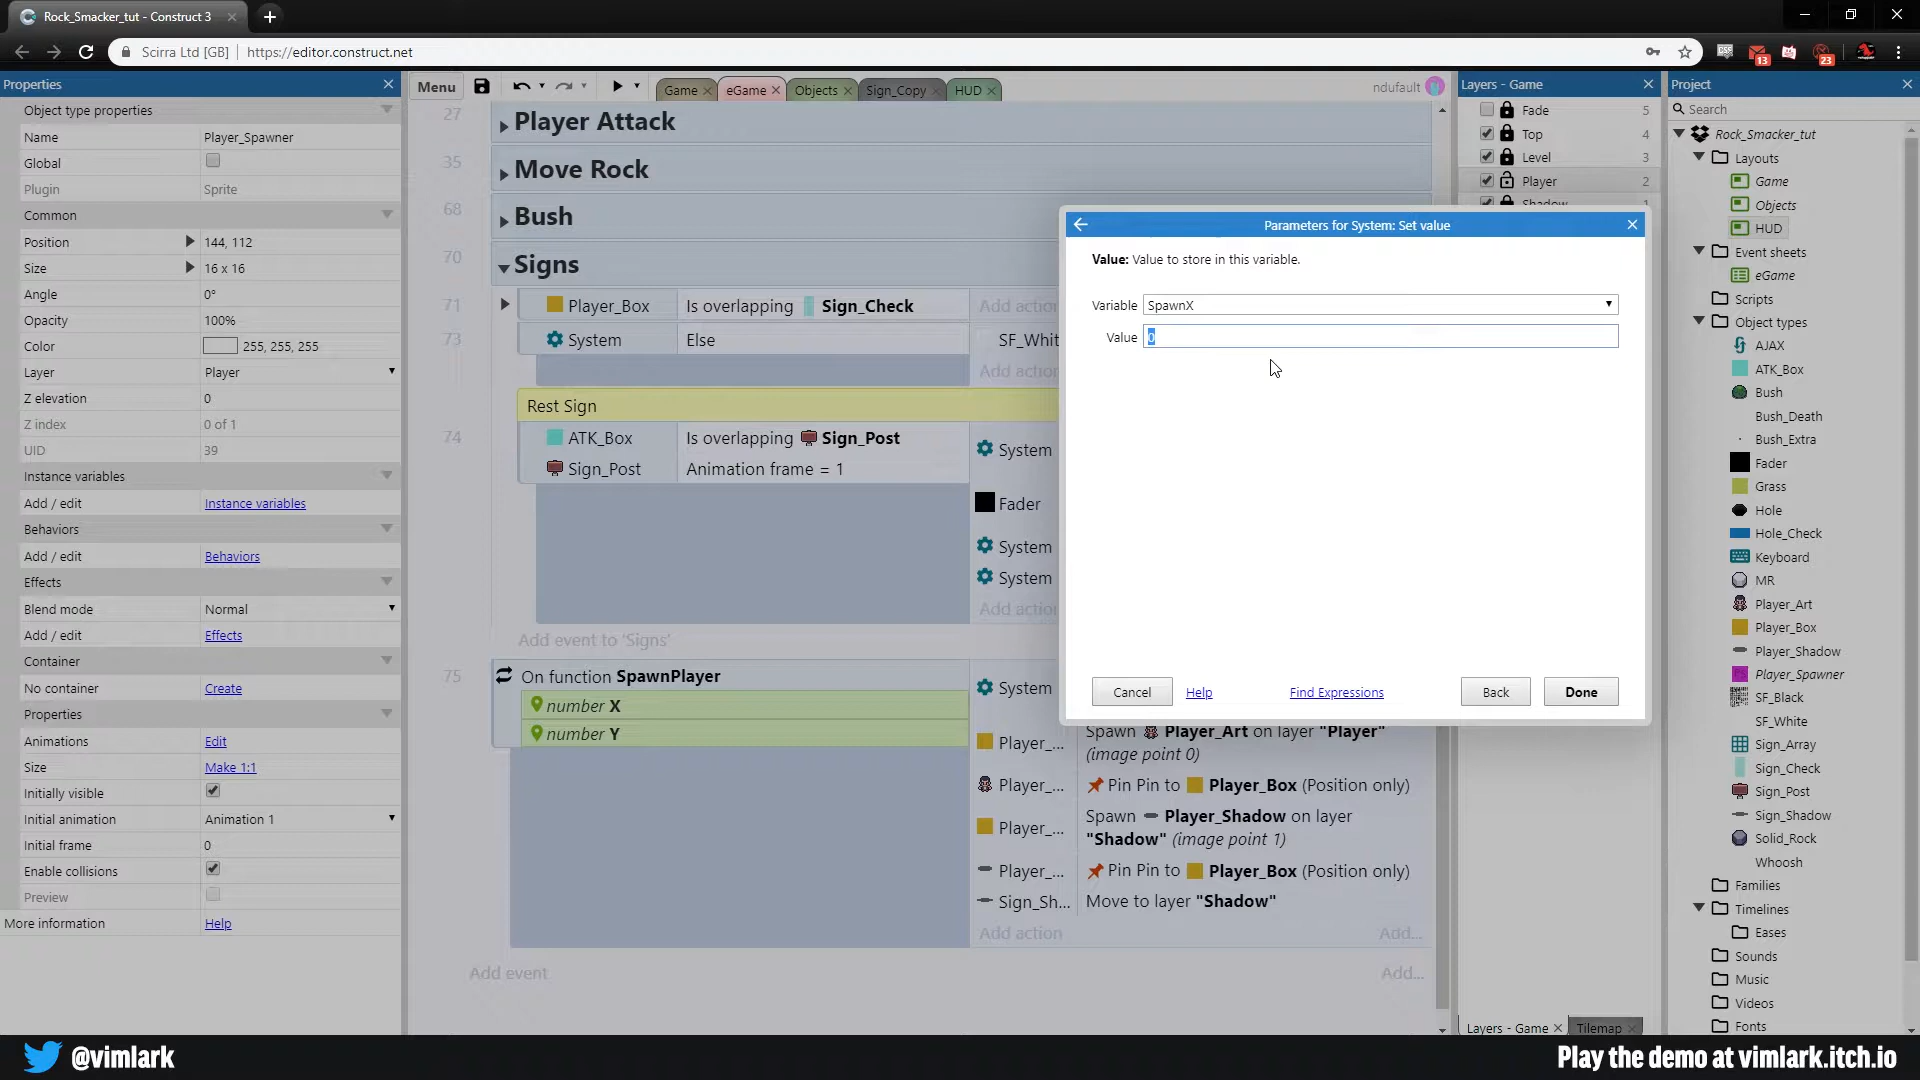 Rock_Smacker_tut - Construct 3
Scirra Ltd [GB] https://editor.construct.net
13
23
Properties
Object type properties
Name Player_Spawner
Global
Plugin Sprite
Common
Position 144, 112
Size 16 x 16
Angle 0°
Opacity 100%
Color 255, 255, 255
Layer Player
Z elevation 0
Z index 0 of 1
UID 39
Instance variables
Add / edit Instance variables
Behaviors
Add / edit Behaviors
Effects
Blend mode Normal
Add / edit Effects
Container
No container Create
Properties
Animations Edit
Size Make 1:1
Initially visible
Initial animation Animation 1
Initial frame 0
Enable collisions
Preview
More information Help
Menu
Game
eGame
Objects
Sign_Copy
HUD
ndufault
27 Player Attack
35 Move Rock
68 Bush
70 Signs
71 Player_Box Is overlapping Sign_Check Add action
73 System Else SF_Whit
Add action
Rest Sign
74 ATK_Box Is overlapping Sign_Post System
Sign_Post Animation frame = 1
Fader
System
System
Add action
Add event to 'Signs'
75 On function SpawnPlayer System
number X
number Y
Player_... Spawn Player_Art on layer "Player"
(image point 0)
Player_... Pin Pin to Player_Box (Position only)
Player_... Spawn Player_Shadow on layer
"Shadow" (image point 1)
Player_... Pin Pin to Player_Box (Position only)
Sign_Sh... Move to layer "Shadow"
Add action Add...
Add event Add...
Parameters for System: Set value
Value: Value to store in this variable.
Variable SpawnX
Value 0
Cancel Help Find Expressions Back Done
Layers - Game
Fade 5
Top 4
Level 3
Player 2
Shadow 1
Layers - Game
Tilemap
Project
Search
Rock_Smacker_tut
Layouts
Game
Objects
HUD
Event sheets
eGame
Scripts
Object types
AJAX
ATK_Box
Bush
Bush_Death
Bush_Extra
Fader
Grass
Hole
Hole_Check
Keyboard
MR
Player_Art
Player_Box
Player_Shadow
Player_Spawner
SF_Black
SF_White
Sign_Array
Sign_Check
Sign_Post
Sign_Shadow
Solid_Rock
Whoosh
Families
Timelines
Eases
Sounds
Music
Videos
Fonts
@vimlark
Play the demo at vimlark.itch.io